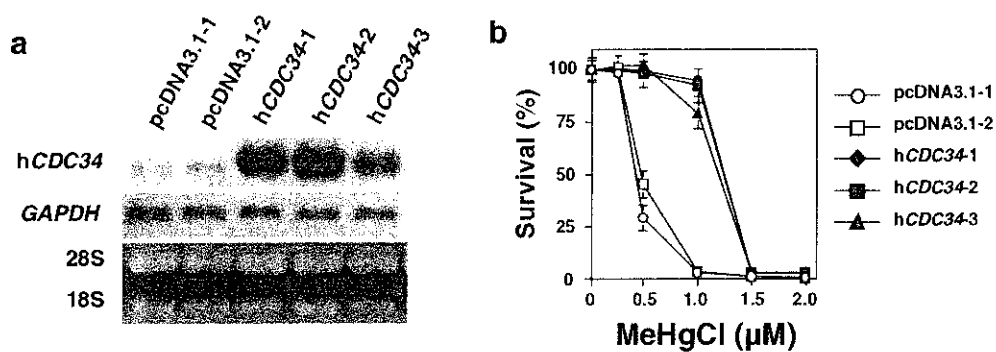 a
pcDNA3.1-1
pcDNA3.1-2
hCDC34-1
hCDC34-2
hCDC34-3
hCDC34
GAPDH
28S
18S
b
Survival (%)
100
75
50
25
0
0
0.5
1.0
1.5
2.0
MeHgCl (µM)
pcDNA3.1-1
pcDNA3.1-2
hCDC34-1
hCDC34-2
hCDC34-3